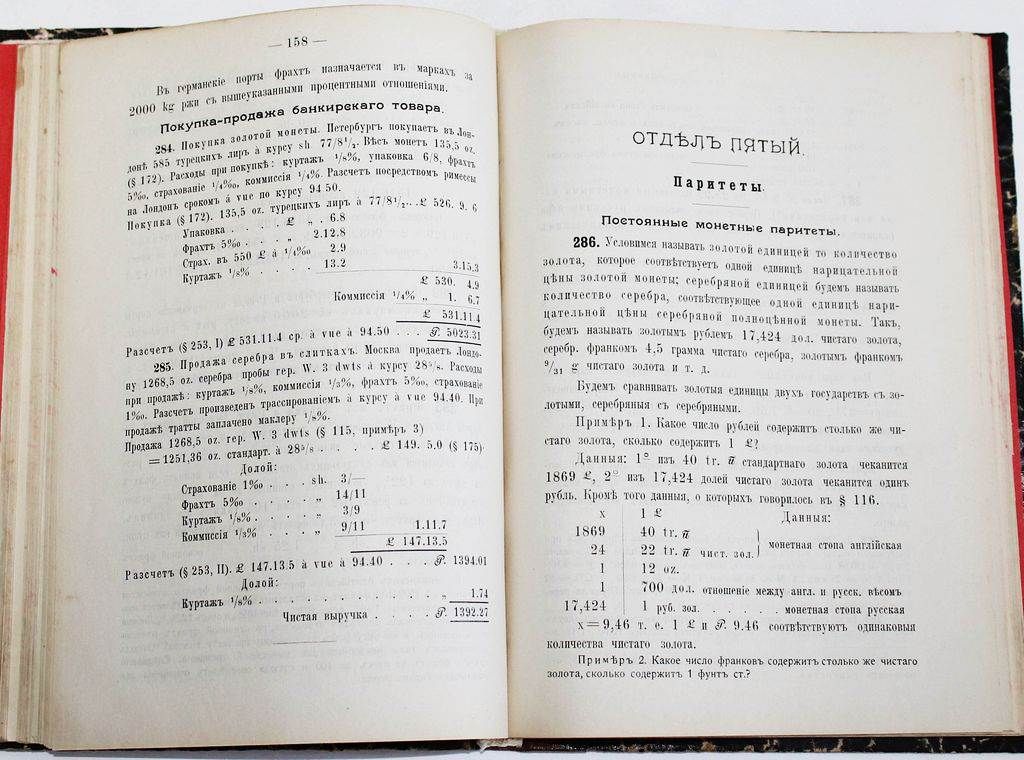 — 158 —
Въ германскіе порты фрахтъ назначается въ маркахъ за
2000 kg ржи съ вышеуказанными процентными отношеніями.
Покупка-продажа банкирскаго товара.
284. Покупка золотой монеты. Петербургъ покупаетъ въ Лон-
донѣ 585 турецкихъ лиръ à курсу sh 77/8½. Вѣсъ монетъ 135,5 oz.
(§ 172). Расходы при покупкѣ: куртажъ ⅛%, упаковка 6/8, фрахтъ
5‰, страхованіе ¼‰, коммиссія ¼%. Разсчетъ посредствомъ римессы
на Лондонъ срокомъ à vue по курсу 94 50.
Покупка (§ 172). 135,5 oz. турецкихъ лиръ à 77/8½ . . £ 526. 9. 6
Упаковка . . . . £ „ . 6.8
Фрахтъ 5‰ . . . „ 2.12.8
Страх. въ 550 £ à ¼‰ 2.9
Куртажъ ⅛% . . . . 13.2 3.15.3
£ 530. 4.9
Коммиссія ¼% „ 1. 6.7
£ 531.11.4
Разсчетъ (§ 253, I) £ 531.11.4 ср. à vue à 94.50 . . . Р. 5023.31
285. Продажа серебра въ слиткахъ. Москва продаетъ Лондо-
ну 1268,5 oz. серебра пробы rep. W. 3 dwts à курсу 28⁵/s. Расходы
при продажѣ: куртажъ ⅛%, коммиссія ⅓%, фрахтъ 5‰, страхованіе
1‰. Разсчетъ произведенъ трассированіемъ à курсу à vue 94.40. При
продажѣ тратты заплачено маклеру ⅛%.
Продажа 1268,5 oz. rep. W. 3 dwts (§ 115, примѣръ 3)
=1251,36 oz. стандарт. à 28⁵/s . . . . . £ 149. 5.0 (§ 175)
Долой:
Страхованіе 1‰ . . . sh. 3/—
Фрахтъ 5‰ . . . . . „ 14/11
Куртажъ ⅛% . . . . . „ 3/9
Коммиссія ⅓% . . . „ 9/11 1.11.7
£ 147.13.5
Разсчетъ (§ 253, II). £ 147.13.5 à vue à 94.40 . . . Р. 1394.01
Долой:
Куртажъ ⅛% . . . . . . . . . . . . . „ 1.74
Чистая выручка . . . . Р. 1392.27
ОТДѢЛЪ ПЯТЫЙ.
Паритеты.
Постоянные монетные паритеты.
286. Условимся называть золотой единицей то количество
золота, которое соотвѣтствуетъ одной единицѣ нарицательной
цѣны золотой монеты; серебряной единицей будемъ называть
количество серебра, соотвѣтствующее одной единицѣ нари-
цательной цѣны серебряной полноцѣнной монеты. Такъ,
будемъ называть золотымъ рублемъ 17,424 дол. чистаго золота,
серебр. франкомъ 4,5 грамма чистаго серебра, золотымъ франкомъ
⁹/₃₁ g чистаго золота и т. д.
Будемъ сравнивать золотыя единицы двухъ государствъ съ зо-
лотыми, серебряныя съ серебряными.
Примѣръ 1. Какое число рублей содержитъ столько же чи-
стаго золота, сколько содержитъ 1 £?
Данныя: 1° изъ 40 tr. ℔ стандартнаго золота чеканится
1869 £, 2° изъ 17,424 долей чистаго золота чеканится одинъ
рубль. Кромѣ того данныя, о которыхъ говорилось въ § 116.
x 1 £ Данныя:
1869 40 tr. ℔
24 22 tr. ℔ чист. зол. } монетная стопа англійская
1 12 oz.
1 700 дол. отношеніе между англ. и русск. вѣсомъ
17,424 1 руб. зол. . . . . . . монетная стопа русская
x=9,46 т. е. 1 £ и Р. 9.46 соотвѣтствуютъ одинаковыя
количества чистаго золота.
Примѣръ 2. Какое число франковъ содержитъ столько же чистаго
золота, сколько содержитъ 1 фунтъ ст.?